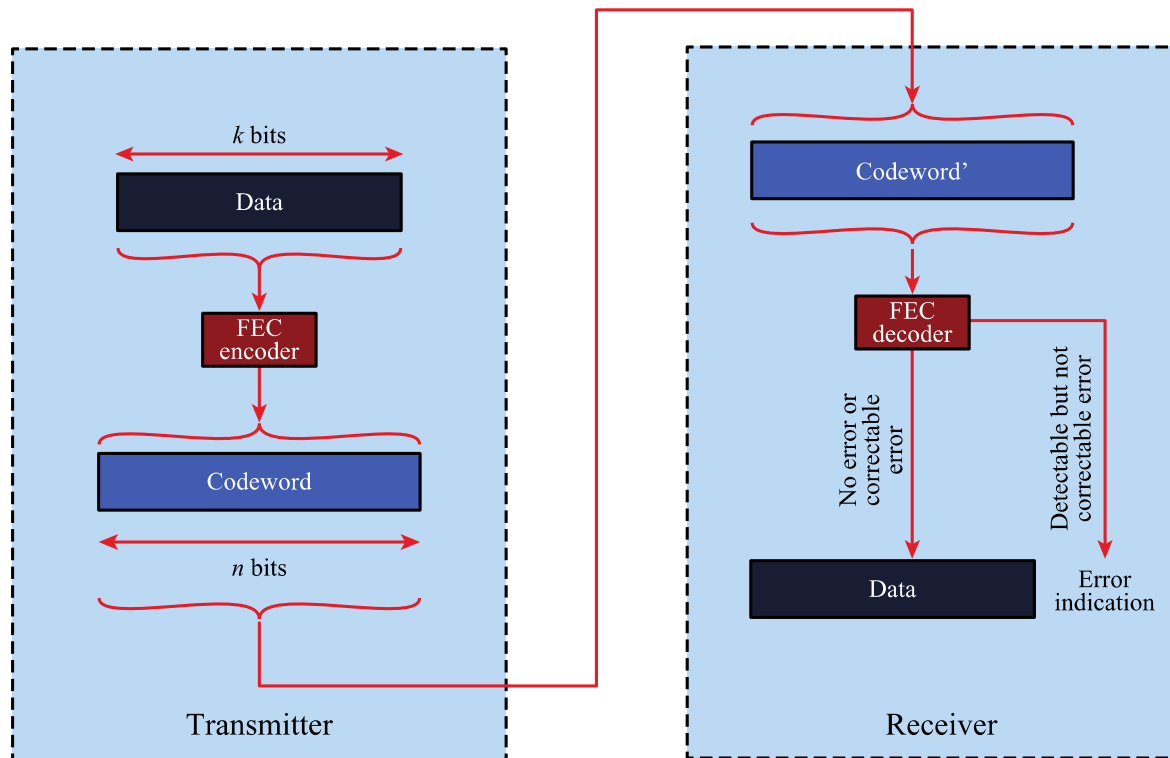 k bits
Data
FEC
encoder
Codeword
n bits
Transmitter
Codeword’
FEC
decoder
No error or
correctable
error
Detectable but not
correctable error
Data
Error
indication
Receiver